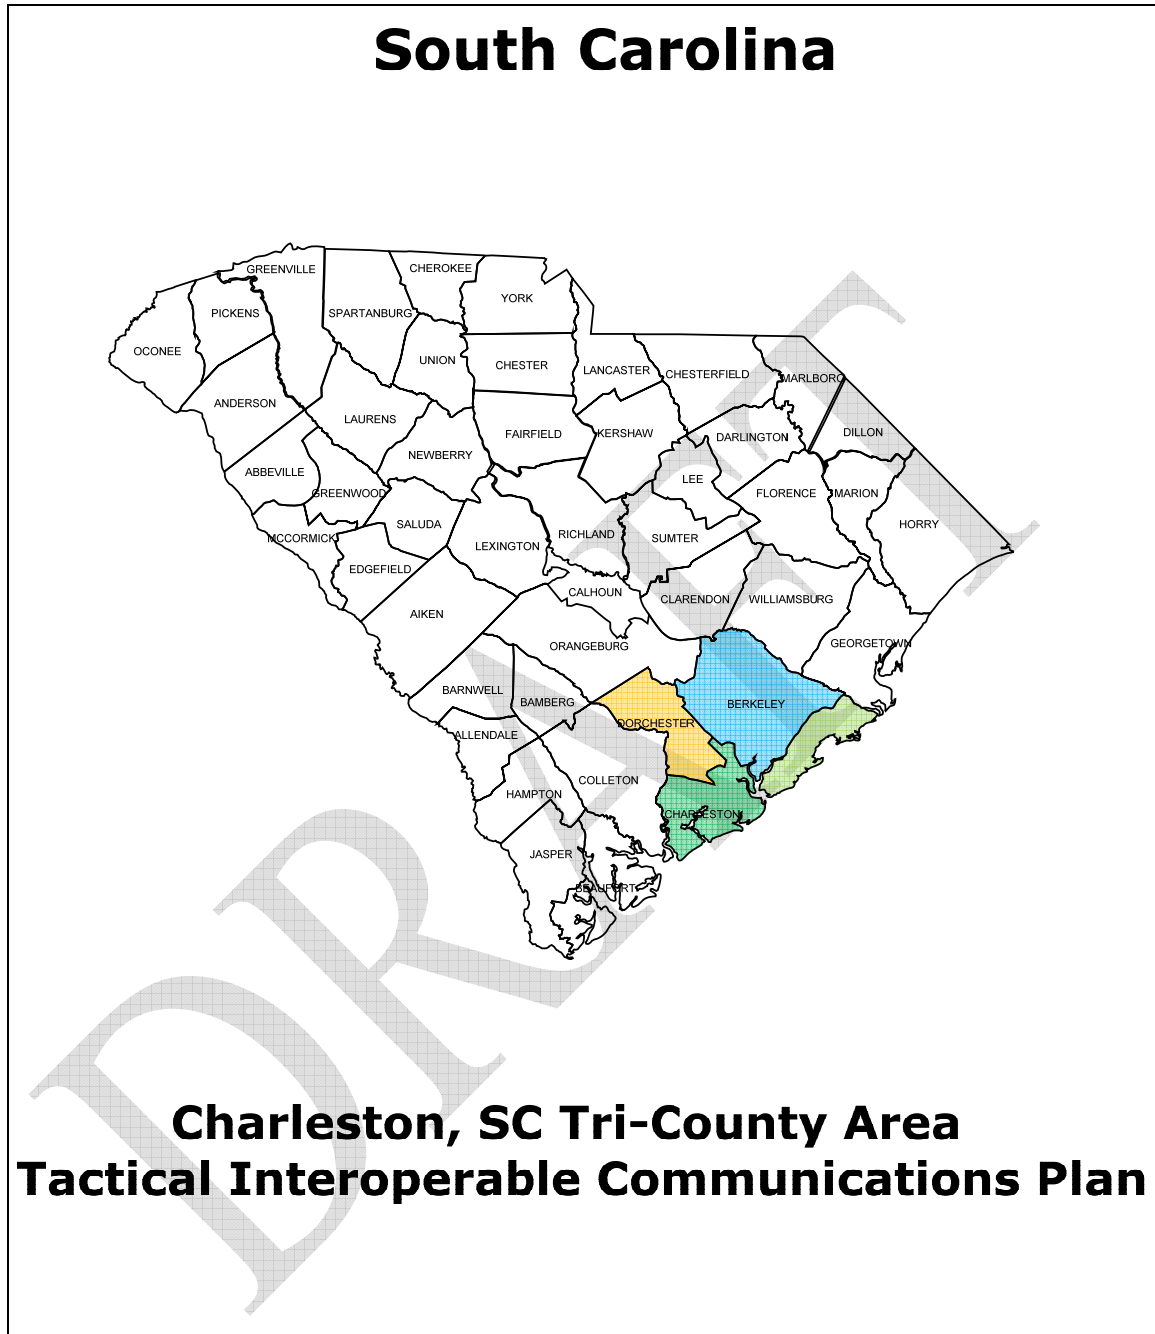 South Carolina
GREENVILLE
CHEROKEE
YORK
PICKENS
SPARTANBURG
OCONEE
UNION
CHESTER
LANCASTER
CHESTERFIELD
MARLBORO
ANDERSON
LAURENS
FAIRFIELD
KERSHAW
DARLINGTON
DILLON
NEWBERRY
ABBEVILLE
LEE
GREENWOOD
FLORENCE
MARION
SALUDA
HORRY
MCCORMICK
LEXINGTON
RICHLAND
SUMTER
EDGEFIELD
CALHOUN
CLARENDON
WILLIAMSBURG
AIKEN
ORANGEBURG
GEORGETOWN
BARNWELL
BAMBERG
BERKELEY
DORCHESTER
ALLENDALE
COLLETON
HAMPTON
CHARLESTON
JASPER
BEAUFORT
DRAFT
Charleston, SC Tri-County Area
Tactical Interoperable Communications Plan